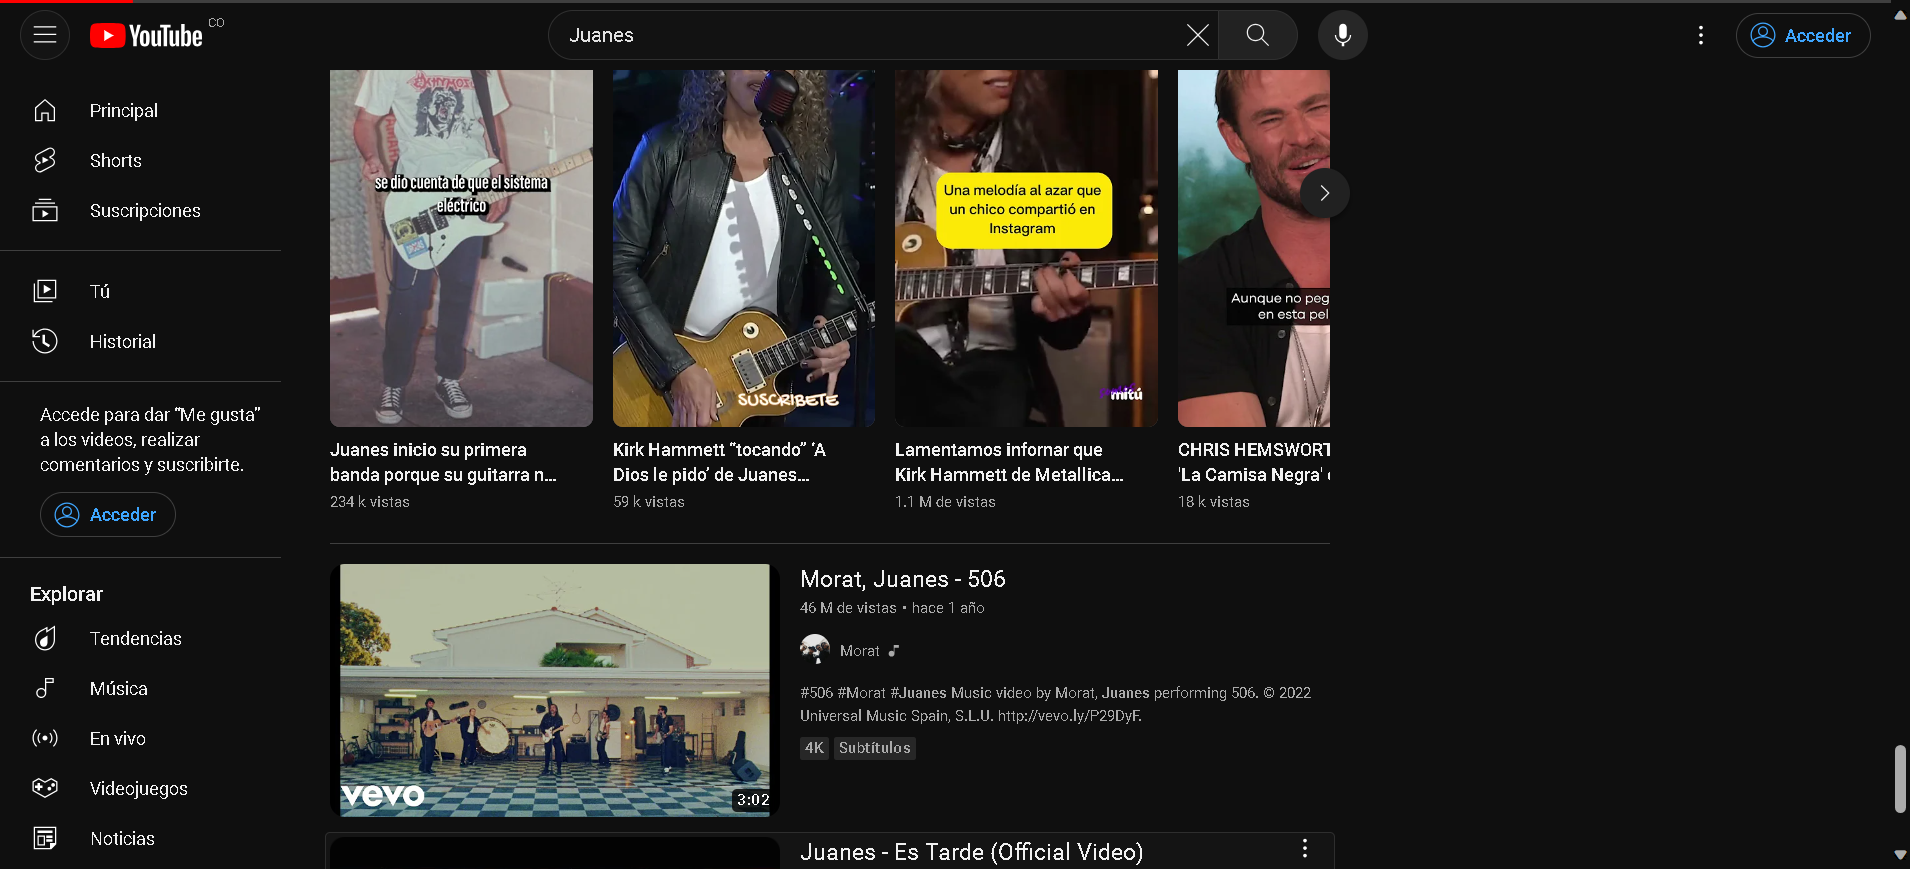 YouTube CO
Juanes
Acceder
Principal
Shorts
Suscripciones
Tú
Historial
Accede para dar “Me gusta”
a los videos, realizar
comentarios y suscribirte.
Acceder
Explorar
Tendencias
Música
En vivo
Videojuegos
Noticias
se dió cuenta de que el sistema
eléctrico
Juanes inicio su primera
banda porque su guitarra n...
234 k vistas
SUSCRIBETE
Kirk Hammett “tocando” ‘A
Dios le pido’ de Juanes...
59 k vistas
Una melodía al azar que
un chico compartió en
Instagram
mitú
Lamentamos infornar que
Kirk Hammett de Metallica...
1.1 M de vistas
Aunque no peg
en esta pel
CHRIS HEMSWORT
'La Camisa Negra'
18 k vistas
vevo
3:02
Morat, Juanes - 506
46 M de vistas • hace 1 año
Morat
#506 #Morat #Juanes Music video by Morat, Juanes performing 506. © 2022
Universal Music Spain, S.L.U. http://vevo.ly/P29DyF.
4K Subtítulos
Juanes - Es Tarde (Official Video)